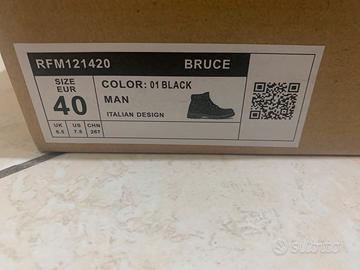 RFM121420 BRUCE
SIZE
EUR
40
COLOR: 01 BLACK
MAN
ITALIAN DESIGN
UK US CHN
6.5 7.5 267
Subito